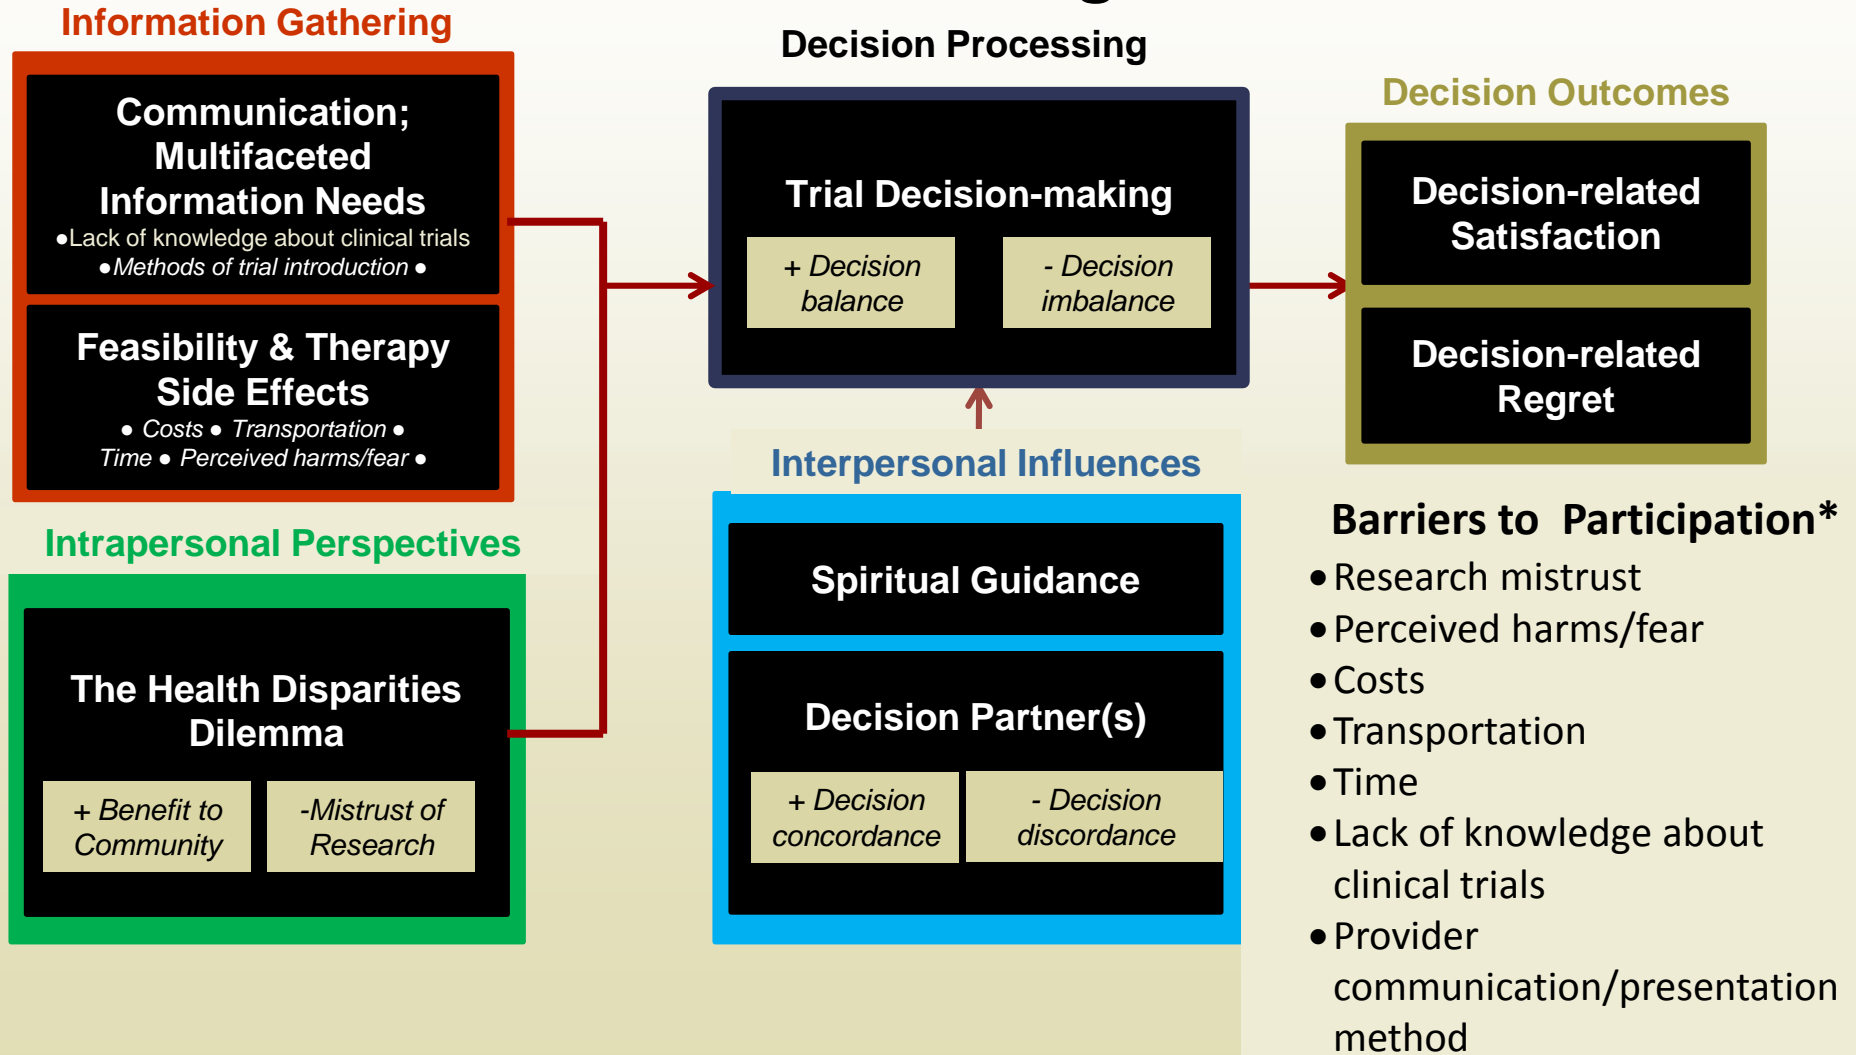 Information Gathering
Communication;
Multifaceted
Information Needs
●Lack of knowledge about clinical trials
●Methods of trial introduction ●
Feasibility & Therapy
Side Effects
● Costs ● Transportation ●
Time ● Perceived harms/fear ●
Intrapersonal Perspectives
The Health Disparities
Dilemma
+ Benefit to
Community
-Mistrust of
Research
Decision Processing
Trial Decision-making
+ Decision
balance
- Decision
imbalance
Interpersonal Influences
Spiritual Guidance
Decision Partner(s)
+ Decision
concordance
- Decision
discordance
Decision Outcomes
Decision-related
Satisfaction
Decision-related
Regret
Barriers to  Participation*
•Research mistrust
•Perceived harms/fear
•Costs
•Transportation
•Time
•Lack of knowledge about
clinical trials
•Provider
communication/presentation
method